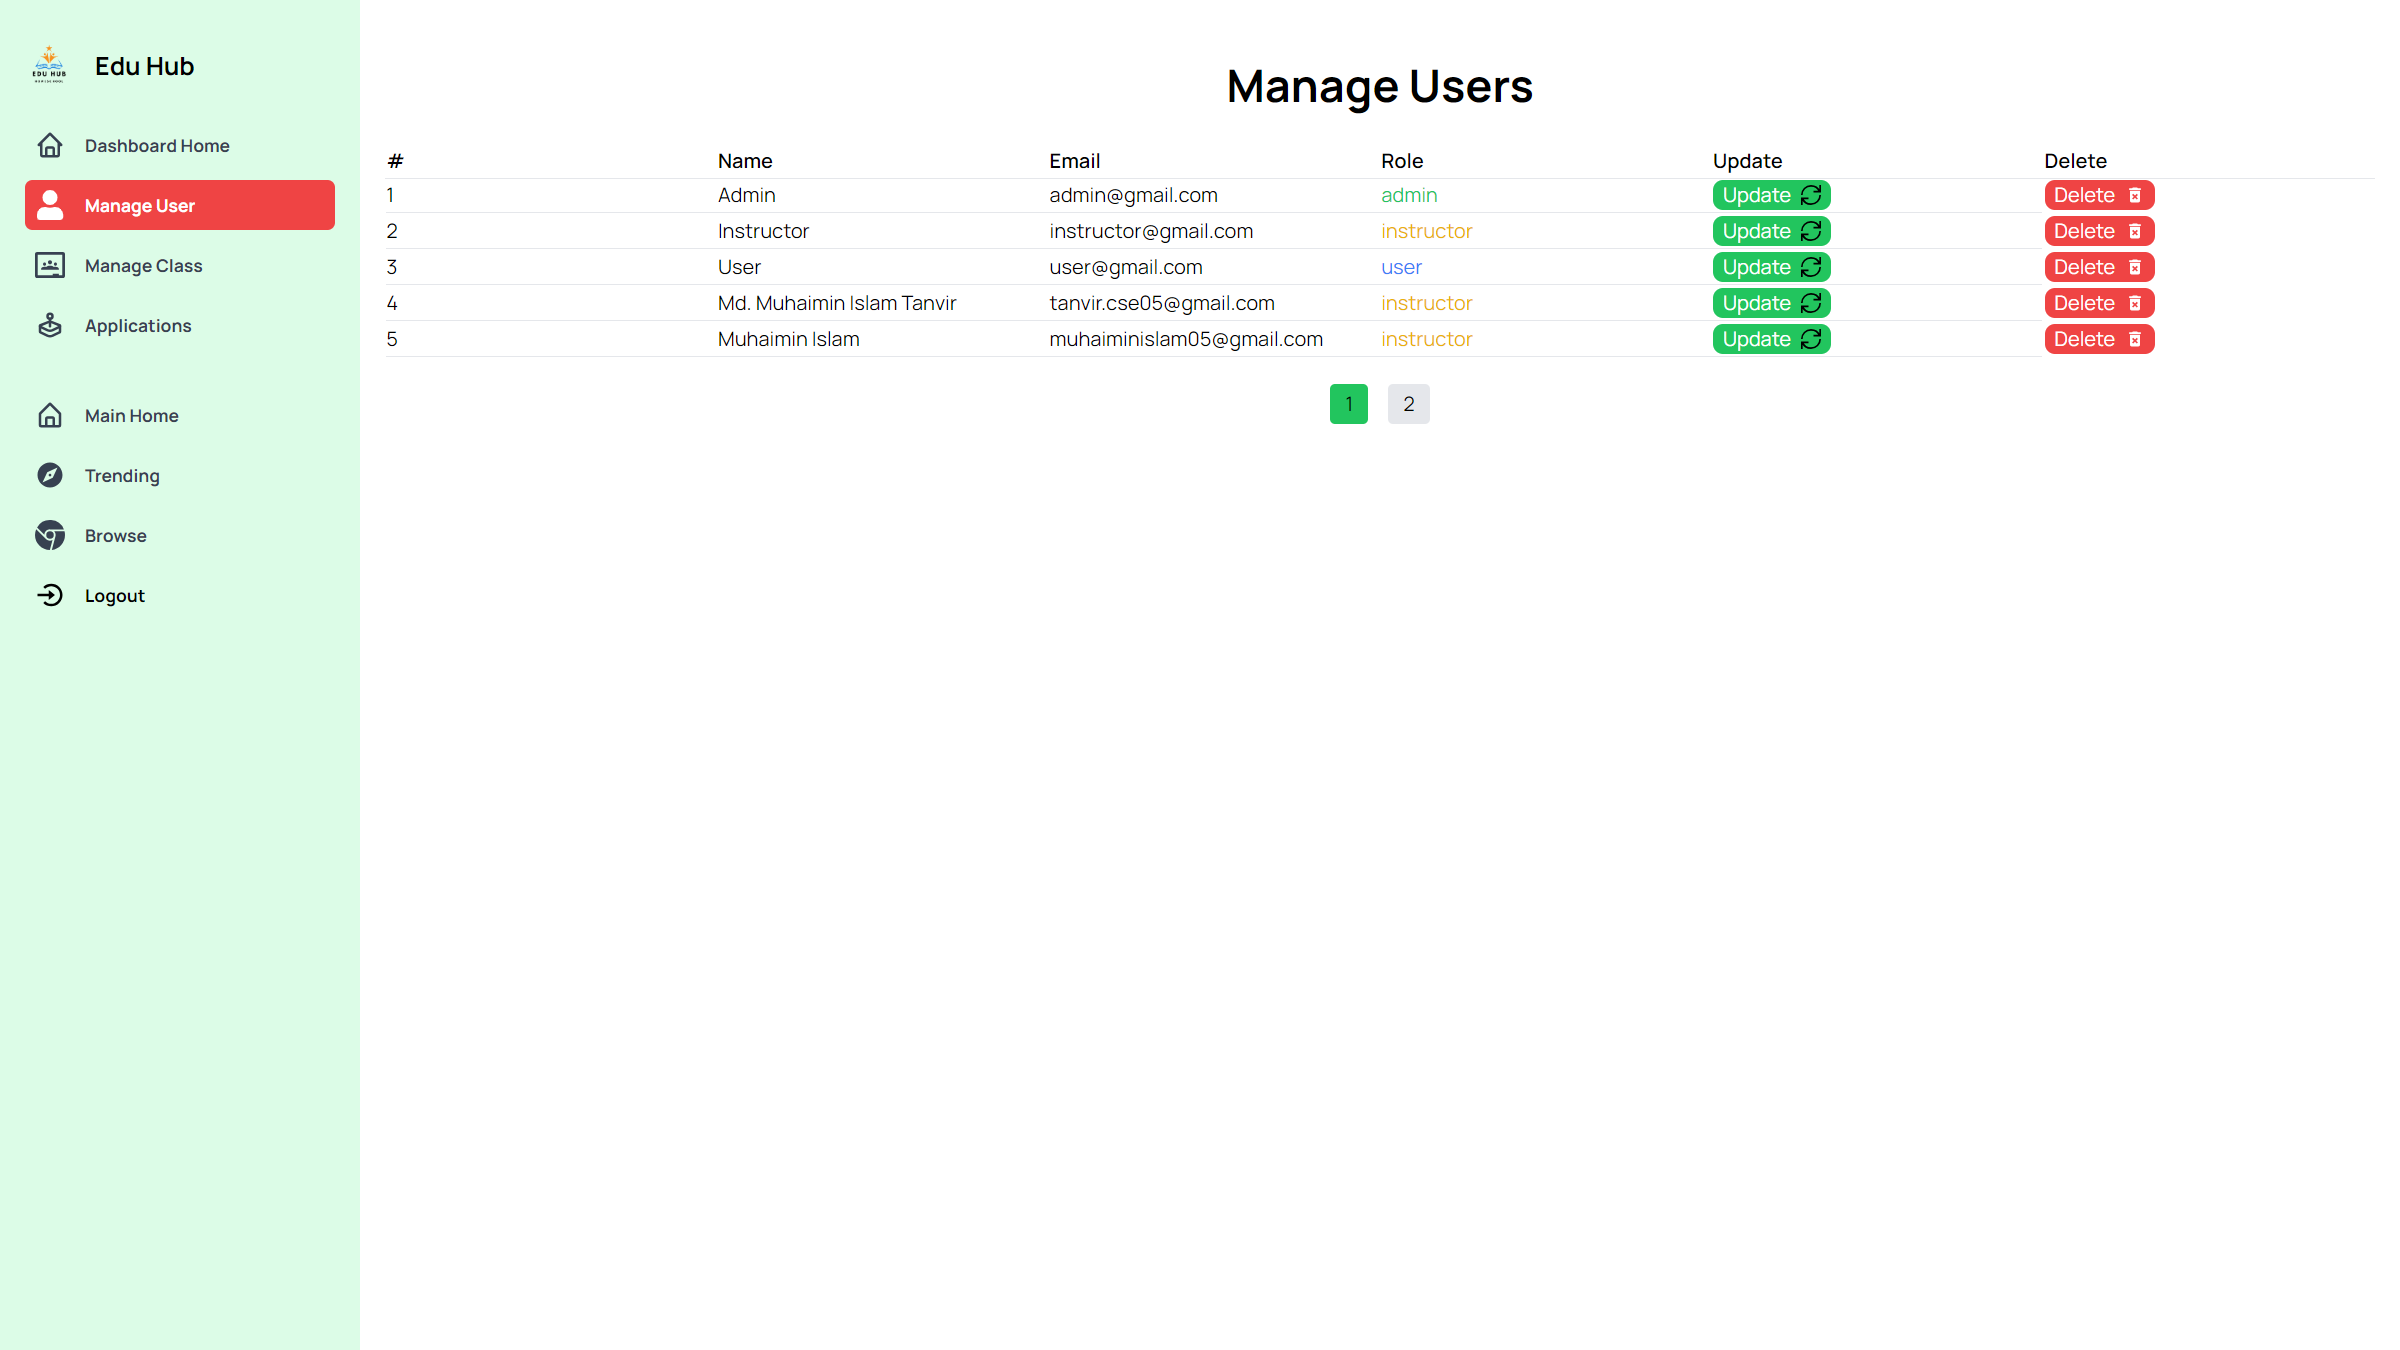 EDU HUB
Edu Hub
Dashboard Home
Manage User
Manage Class
Applications
Main Home
Trending
Browse
Logout
Manage Users
# Name Email Role Update Delete
1 Admin admin@gmail.com admin Update Delete
2 Instructor instructor@gmail.com instructor Update Delete
3 User user@gmail.com user Update Delete
4 Md. Muhaimin Islam Tanvir tanvir.cse05@gmail.com instructor Update Delete
5 Muhaimin Islam muhaiminislam05@gmail.com instructor Update Delete
1 2